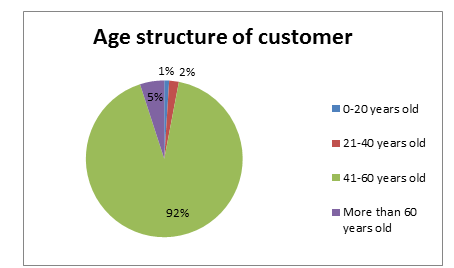 Age structure of customer
1% 2%
5%
0-20 years old
21-40 years old
41-60 years old
More than 60
years old
92%